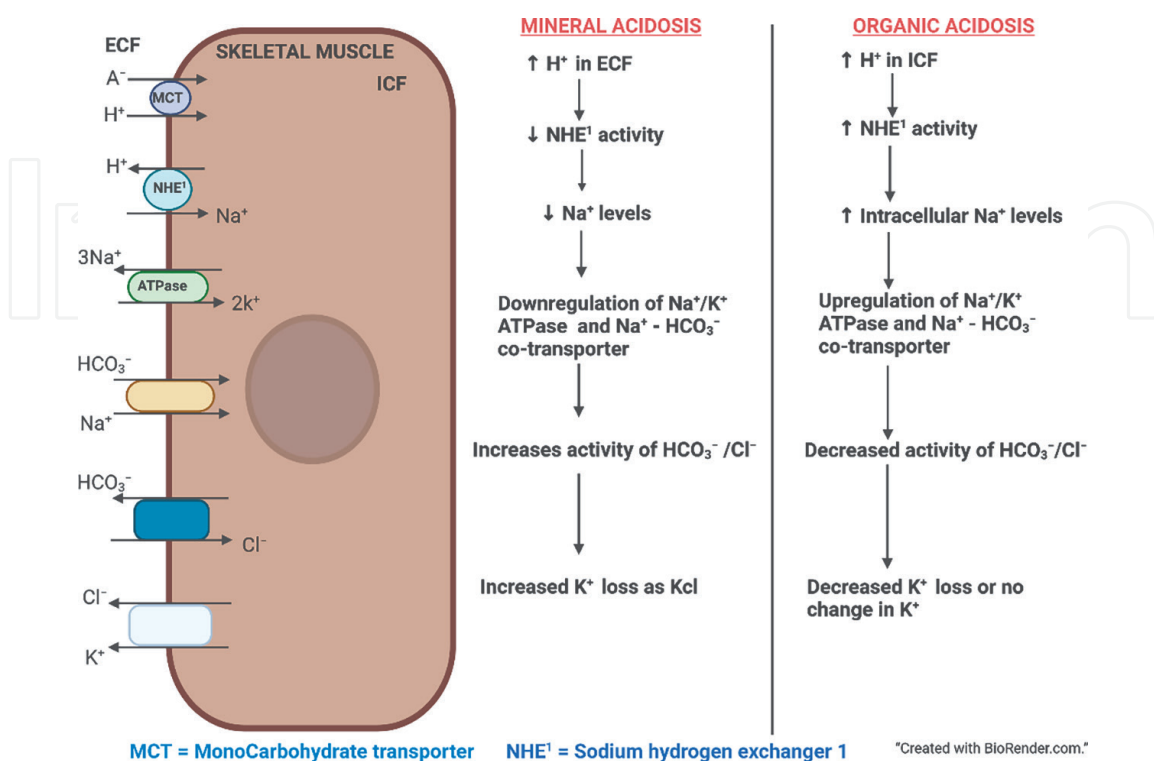 ECF
SKELETAL MUSCLE
ICF
A⁻
MCT
H⁺
H⁺
NHE¹
Na⁺
3Na⁺
ATPase
2k⁺
HCO₃⁻
Na⁺
HCO₃⁻
Cl⁻
Cl⁻
K⁺
MINERAL ACIDOSIS
↑ H⁺ in ECF
↓ NHE¹ activity
↓ Na⁺ levels
Downregulation of Na⁺/K⁺
ATPase and Na⁺ - HCO₃⁻
co-transporter
Increases activity of HCO₃⁻ /Cl⁻
Increased K⁺ loss as Kcl
ORGANIC ACIDOSIS
↑ H⁺ in ICF
↑ NHE¹ activity
↑ Intracellular Na⁺ levels
Upregulation of Na⁺/K⁺
ATPase and Na⁺ - HCO₃⁻
co-transporter
Decreased activity of HCO₃⁻/Cl⁻
Decreased K⁺ loss or no
change in K⁺
MCT = MonoCarbohydrate transporter
NHE¹ = Sodium hydrogen exchanger 1
"Created with BioRender.com."